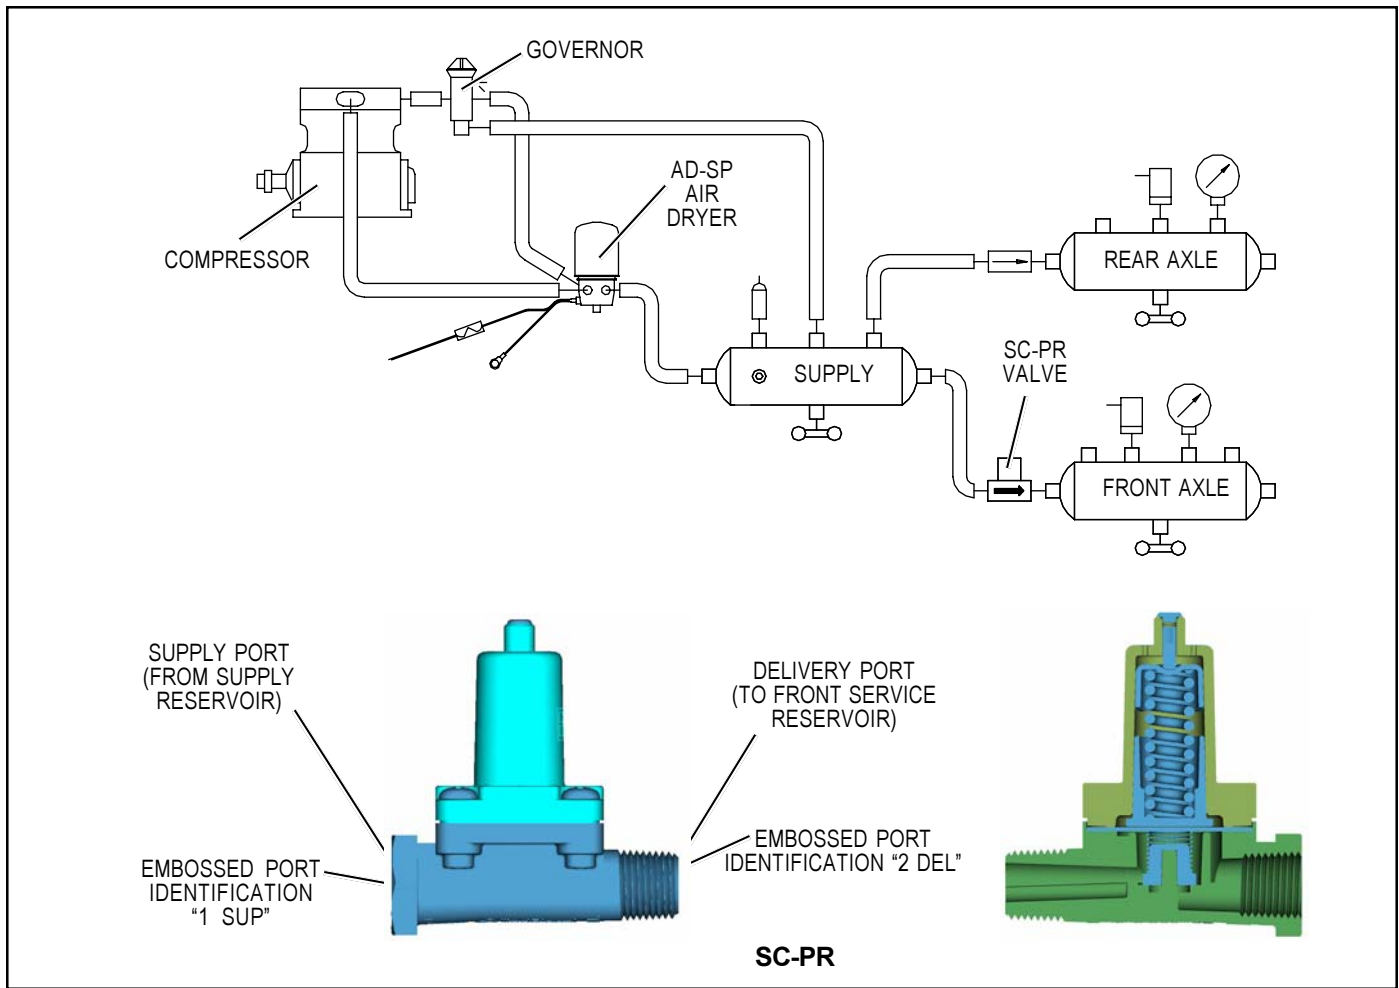 GOVERNOR
AD-SP
AIR
DRYER
COMPRESSOR
REAR AXLE
SC-PR
VALVE
SUPPLY
FRONT AXLE
SUPPLY PORT
(FROM SUPPLY
RESERVOIR)
DELIVERY PORT
(TO FRONT SERVICE
RESERVOIR)
EMBOSSED PORT
IDENTIFICATION
“1 SUP”
EMBOSSED PORT
IDENTIFICATION “2 DEL”
SC-PR